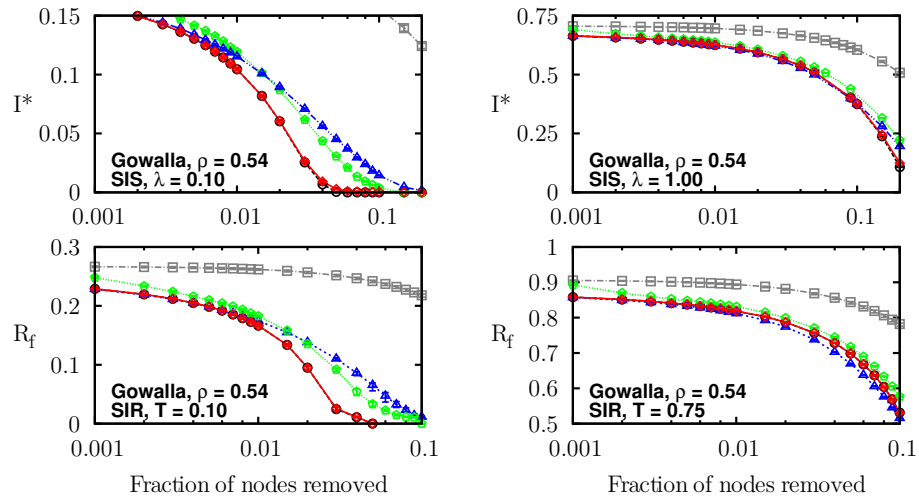 0.15
0.10
I*
0.05
0
Gowalla, ρ = 0.54
SIS, λ = 0.10
0.001
0.01
0.1
0.75
0.50
I*
0.25
0
Gowalla, ρ = 0.54
SIS, λ = 1.00
0.001
0.01
0.1
0.3
0.2
R_f
0.1
0
Gowalla, ρ = 0.54
SIR, T = 0.10
0.001
0.01
0.1
Fraction of nodes removed
1
0.9
0.8
R_f
0.7
0.6
0.5
Gowalla, ρ = 0.54
SIR, T = 0.75
0.001
0.01
0.1
Fraction of nodes removed